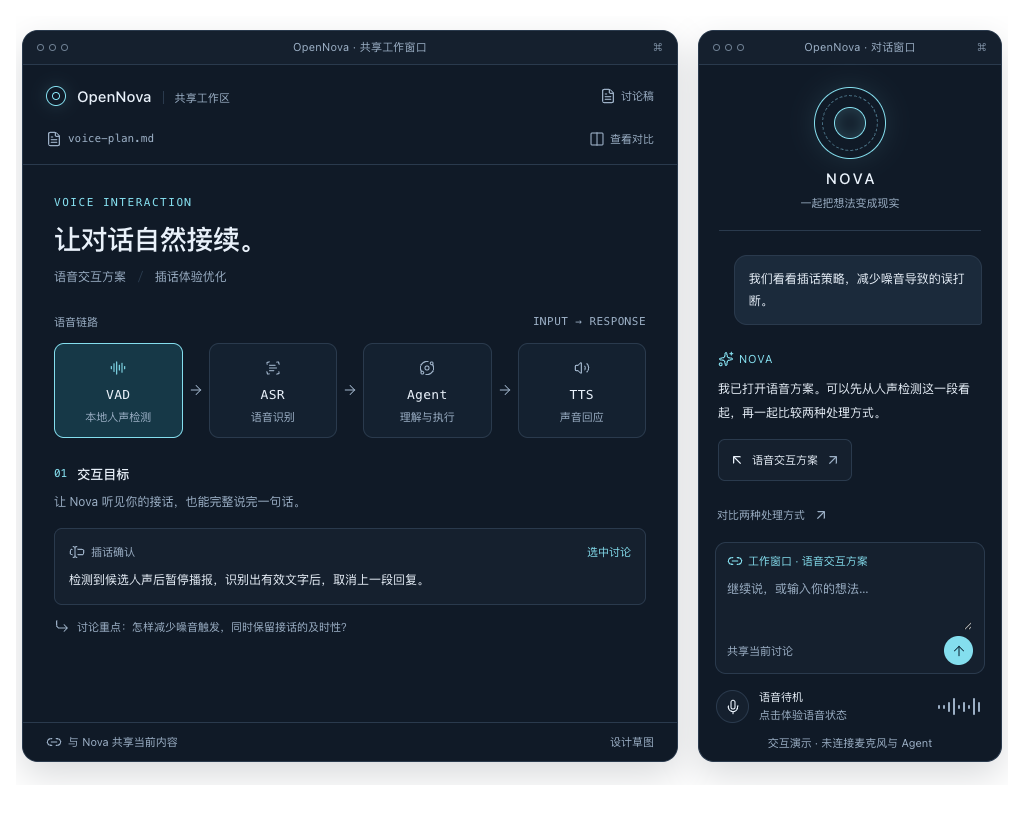 OpenNova · 共享工作窗口
⌘
OpenNova
共享工作区
讨论稿
voice-plan.md
查看对比
VOICE INTERACTION
让对话自然接续。
语音交互方案 / 插话体验优化
语音链路
INPUT → RESPONSE
VAD
本地人声检测
ASR
语音识别
Agent
理解与执行
TTS
声音回应
01 交互目标
让 Nova 听见你的接话，也能完整说完一句话。
插话确认
选中讨论
检测到候选人声后暂停播报，识别出有效文字后，取消上一段回复。
讨论重点：怎样减少噪音触发，同时保留接话的及时性？
与 Nova 共享当前内容
设计草图
OpenNova · 对话窗口
⌘
NOVA
一起把想法变成现实
我们看看插话策略，减少噪音导致的误打
断。
NOVA
我已打开语音方案。可以先从人声检测这一段看
起，再一起比较两种处理方式。
语音交互方案
对比两种处理方式
工作窗口 · 语音交互方案
继续说，或输入你的想法...
共享当前讨论
语音待机
点击体验语音状态
交互演示 · 未连接麦克风与 Agent